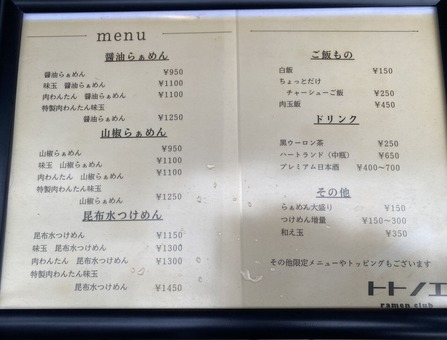 menu
醤油らぁめん
醤油らぁめん ¥950
味玉 醤油らぁめん ¥1100
肉わんたん 醤油らぁめん ¥1100
特製肉わんたん味玉
醤油らぁめん ¥1250
山椒らぁめん
山椒らぁめん ¥950
味玉 山椒らぁめん ¥1100
肉わんたん 山椒らぁめん ¥1100
特製肉わんたん味玉
山椒らぁめん ¥1250
昆布水つけめん
昆布水つけめん ¥1150
味玉 昆布水つけめん ¥1300
肉わんたん 昆布水つけめん ¥1300
特製肉わんたん味玉
昆布水つけめん ¥1450
ご飯もの
白飯 ¥150
ちょっとだけ
チャーシューご飯 ¥250
肉玉飯 ¥450
ドリンク
黒ウーロン茶 ¥250
ハートランド（中瓶） ¥650
プレミアム日本酒 ¥400～700
その他
らぁめん大盛り ¥150
つけめん増量 ¥150～300
和え玉 ¥350
その他限定メニューやトッピングもございます
トトノエ
ramen club